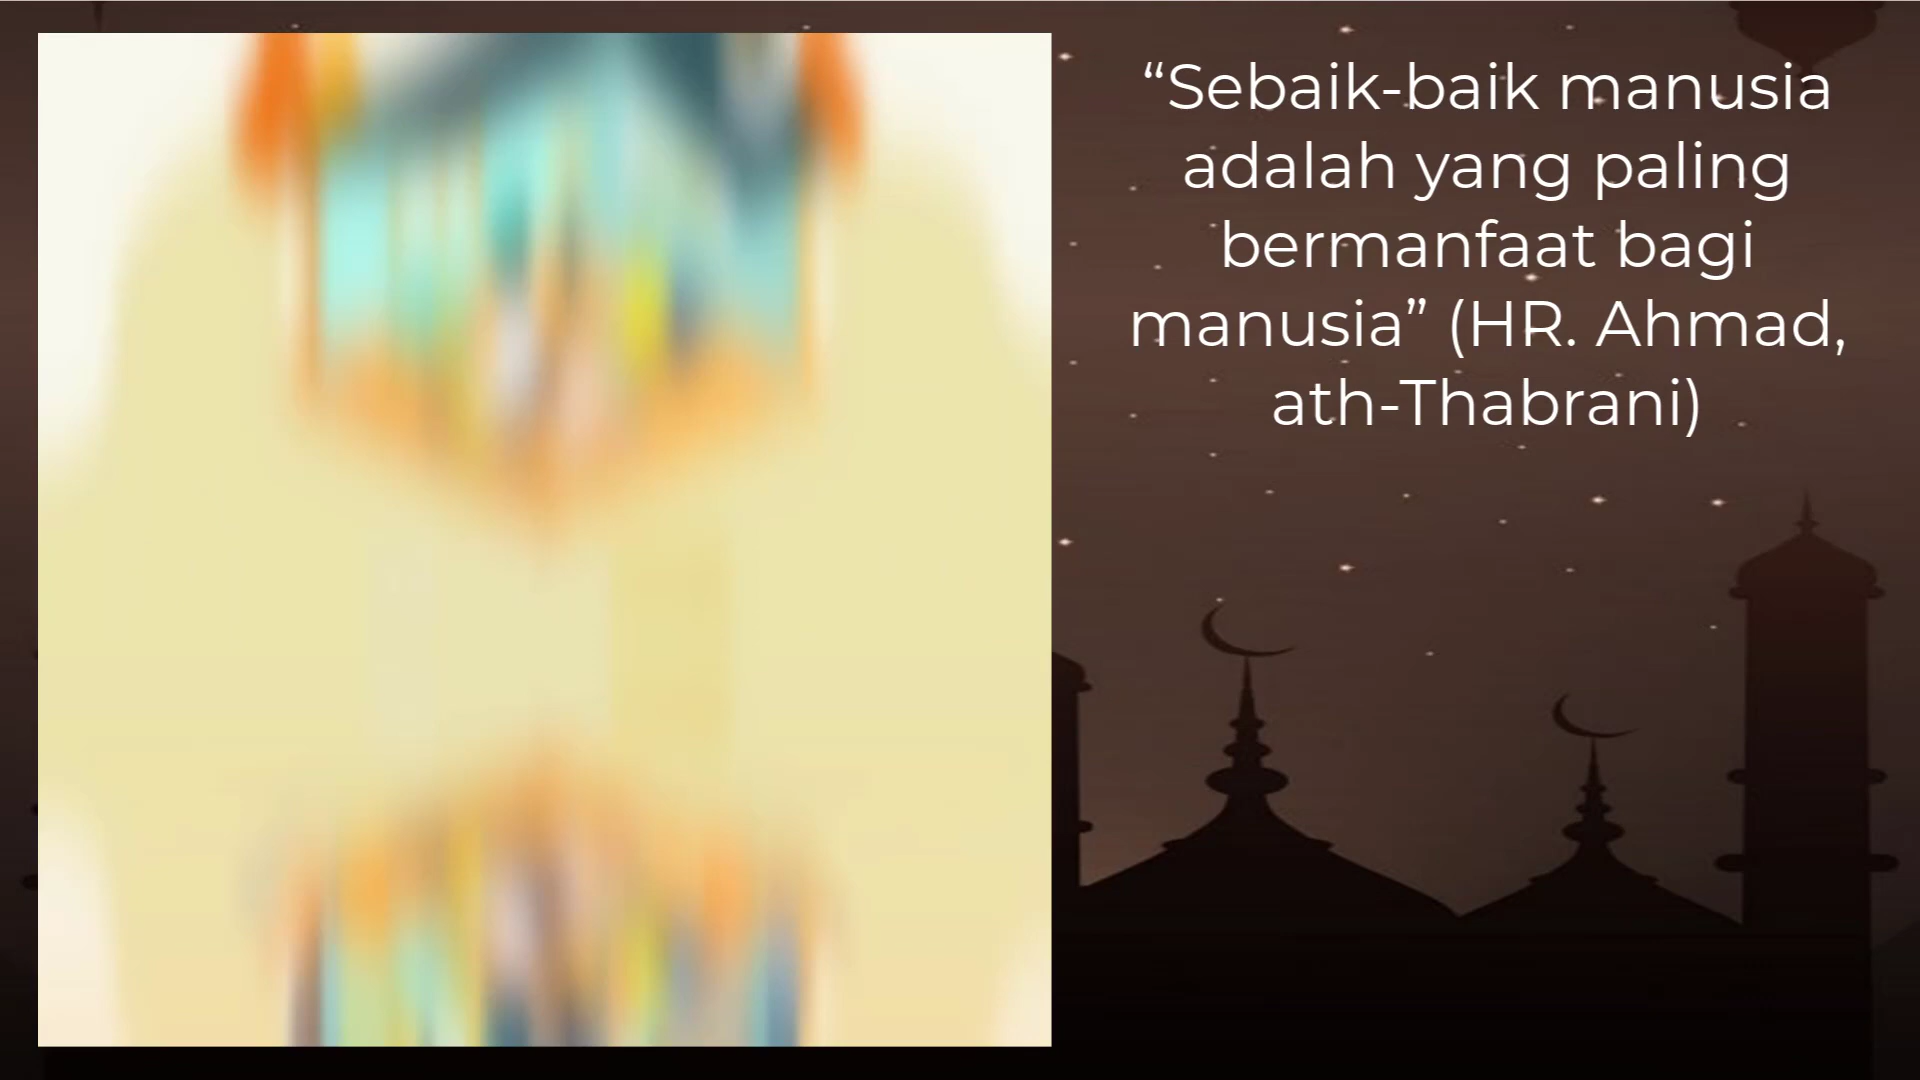 “Sebaik-baik manusia
adalah yang paling
bermanfaat bagi
manusia” (HR. Ahmad,
ath-Thabrani)